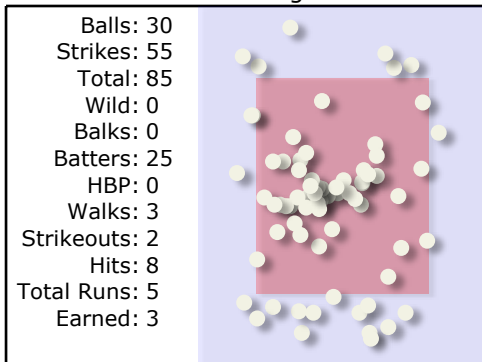 Balls: 30
Strikes: 55
Total: 85
Wild: 0
Balks: 0
Batters: 25
HBP: 0
Walks: 3
Strikeouts: 2
Hits: 8
Total Runs: 5
Earned: 3